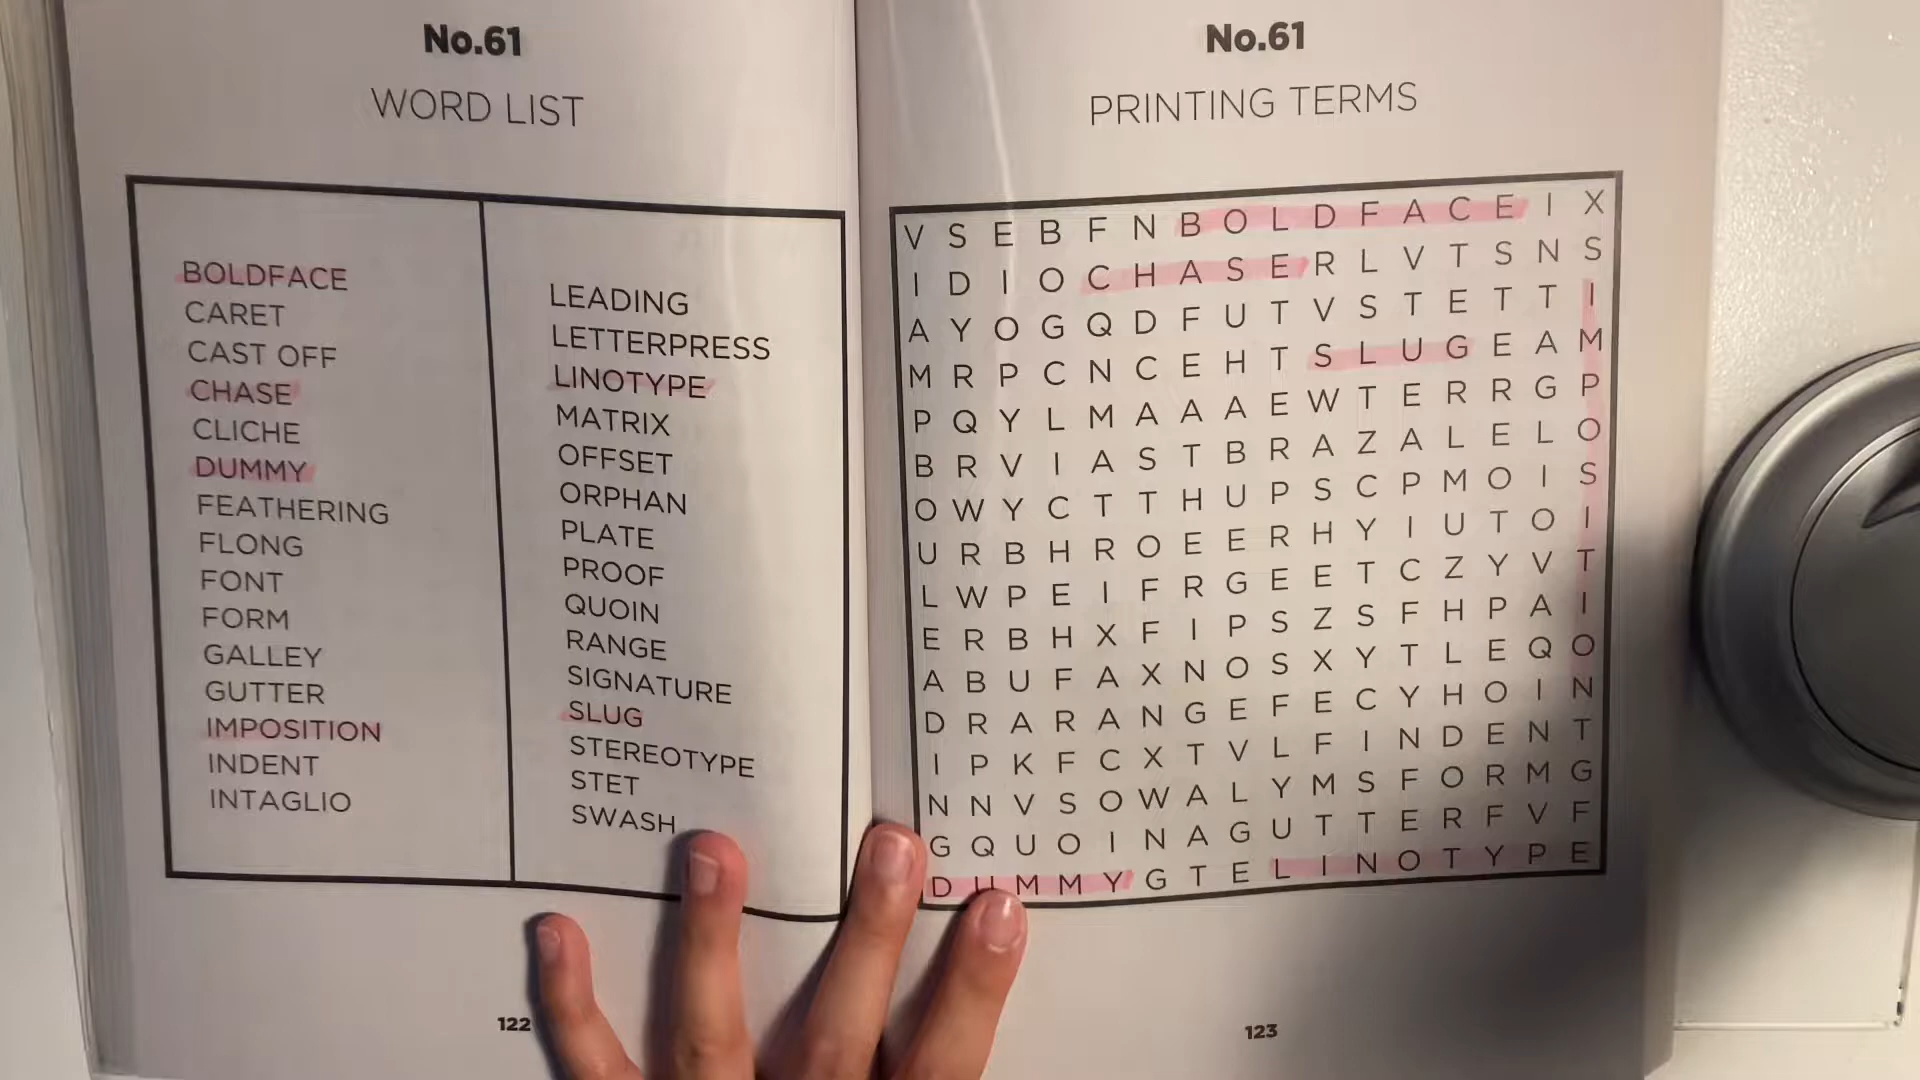 No.61
WORD LIST
BOLDFACE
CARET
CAST OFF
CHASE
CLICHE
DUMMY
FEATHERING
FLONG
FONT
FORM
GALLEY
GUTTER
IMPOSITION
INDENT
INTAGLIO
LEADING
LETTERPRESS
LINOTYPE
MATRIX
OFFSET
ORPHAN
PLATE
PROOF
QUOIN
RANGE
SIGNATURE
SLUG
STEREOTYPE
STET
SWASH
122
No.61
PRINTING TERMS
V S E B F N B O L D F A C E I X
I D I O C H A S E R L V T S N S
A Y O G Q D F U T V S T E T T I
M R P C N C E H T S L U G E A M
P Q Y L M A A A E W T E R R G P
B R V I A S T B R A Z A L E L O
O W Y C T T H U P S C P M O I S
U R B H R O E E R H Y I U T O I
L W P E I F R G E E T C Z Y V T
E R B H X F I P S Z S F H P A I
A B U F A X N O S X Y T L E Q O
D R A R A N G E F E C Y H O I N
I P K F C X T V L F I N D E N T
N N V S O W A L Y M S F O R M G
G Q U O I N A G U T T E R F V F
D U M M Y G T E L I N O T Y P E
123